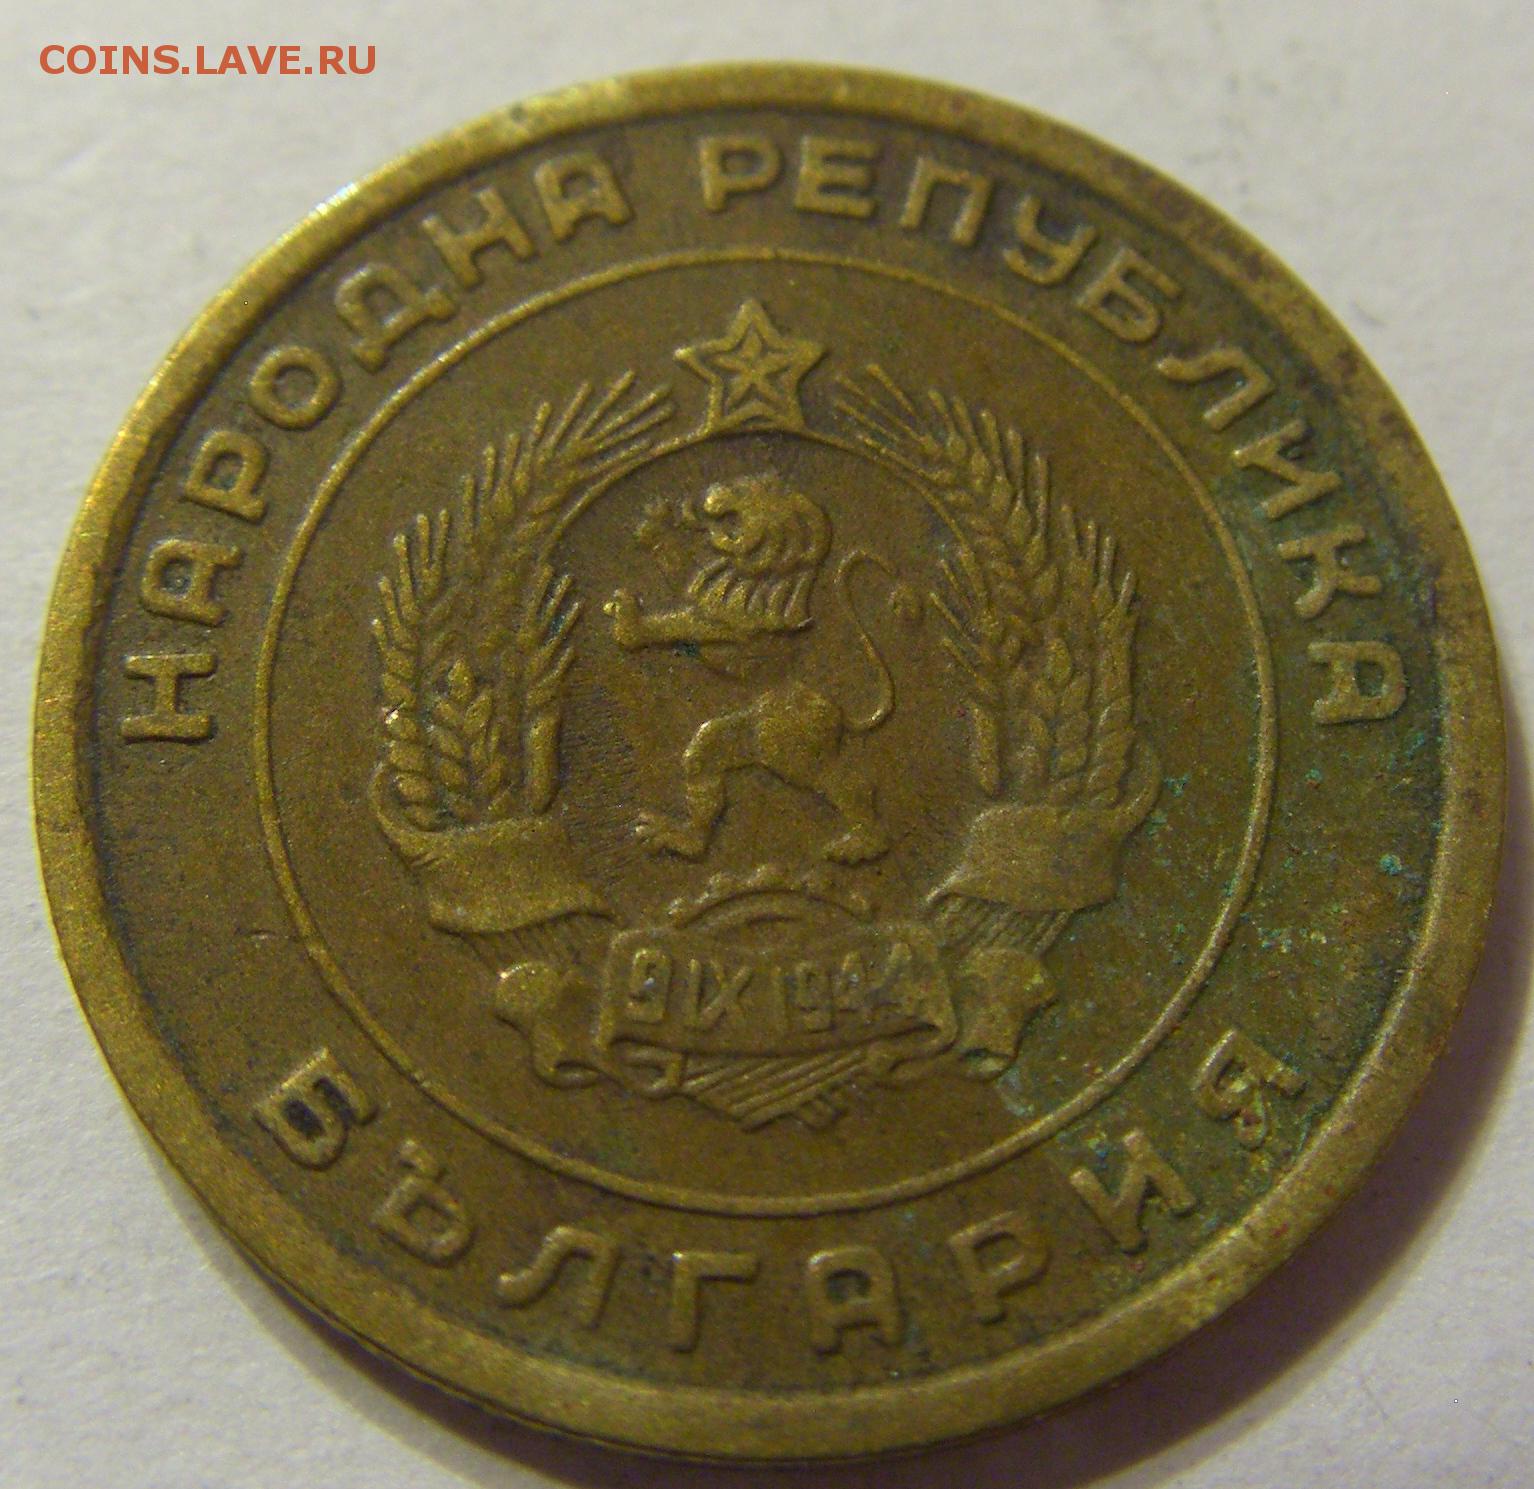 COINS.LAVE.RU
НАРОДНА РЕПУБЛИКА
9 IX 1944
БЪЛГАРИЯ